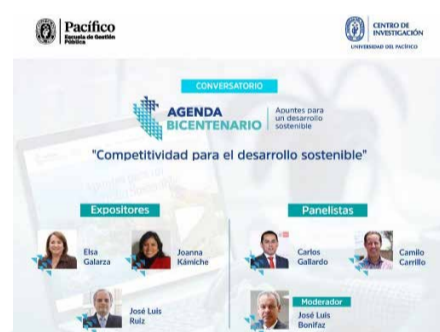 Pacífico
Escuela de Gestión
Pública
CENTRO DE
INVESTIGACIÓN
UNIVERSIDAD DEL PACÍFICO
CONVERSATORIO
AGENDA
BICENTENARIO
Apuntes para
un desarrollo
sostenible
"Competitividad para el desarrollo sostenible"
Expositores
Elsa
Galarza
Joanna
Kámiche
José Luis
Ruiz
Panelistas
Carlos
Gallardo
Camilo
Carrillo
Moderador
José Luis
Bonifaz